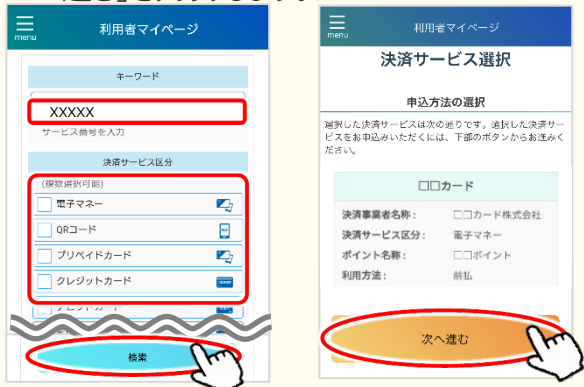 menu
利用者マイページ
キーワード
XXXXX
サービス番号を入力
決済サービス区分
(複数選択可能)
電子マネー
QRコード
プリペイドカード
クレジットカード
検索
menu
利用者マイページ
決済サービス選択
申込方法の選択
選択した決済サービスは次の通りです。選択した決済サー
ビスをお申込みいただくには、下部のボタンからお進みく
ださい。
□□カード
決済事業者名称： □□カード株式会社
決済サービス区分： 電子マネー
ポイント名称： □□ポイント
利用方法： 前払
次へ進む